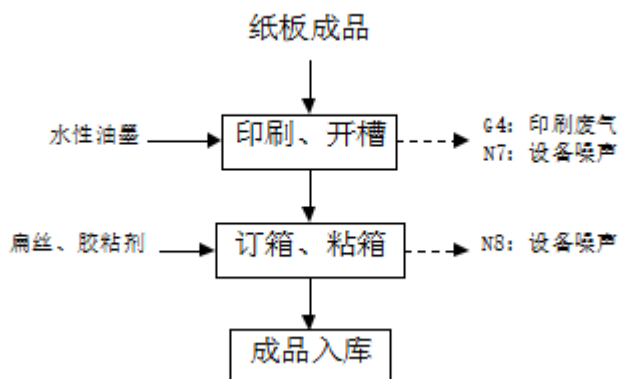 纸板成品
水性油墨
印刷、开槽
G4: 印刷废气
N7: 设备噪声
扁丝、胶粘剂
订箱、粘箱
N8: 设备噪声
成品入库